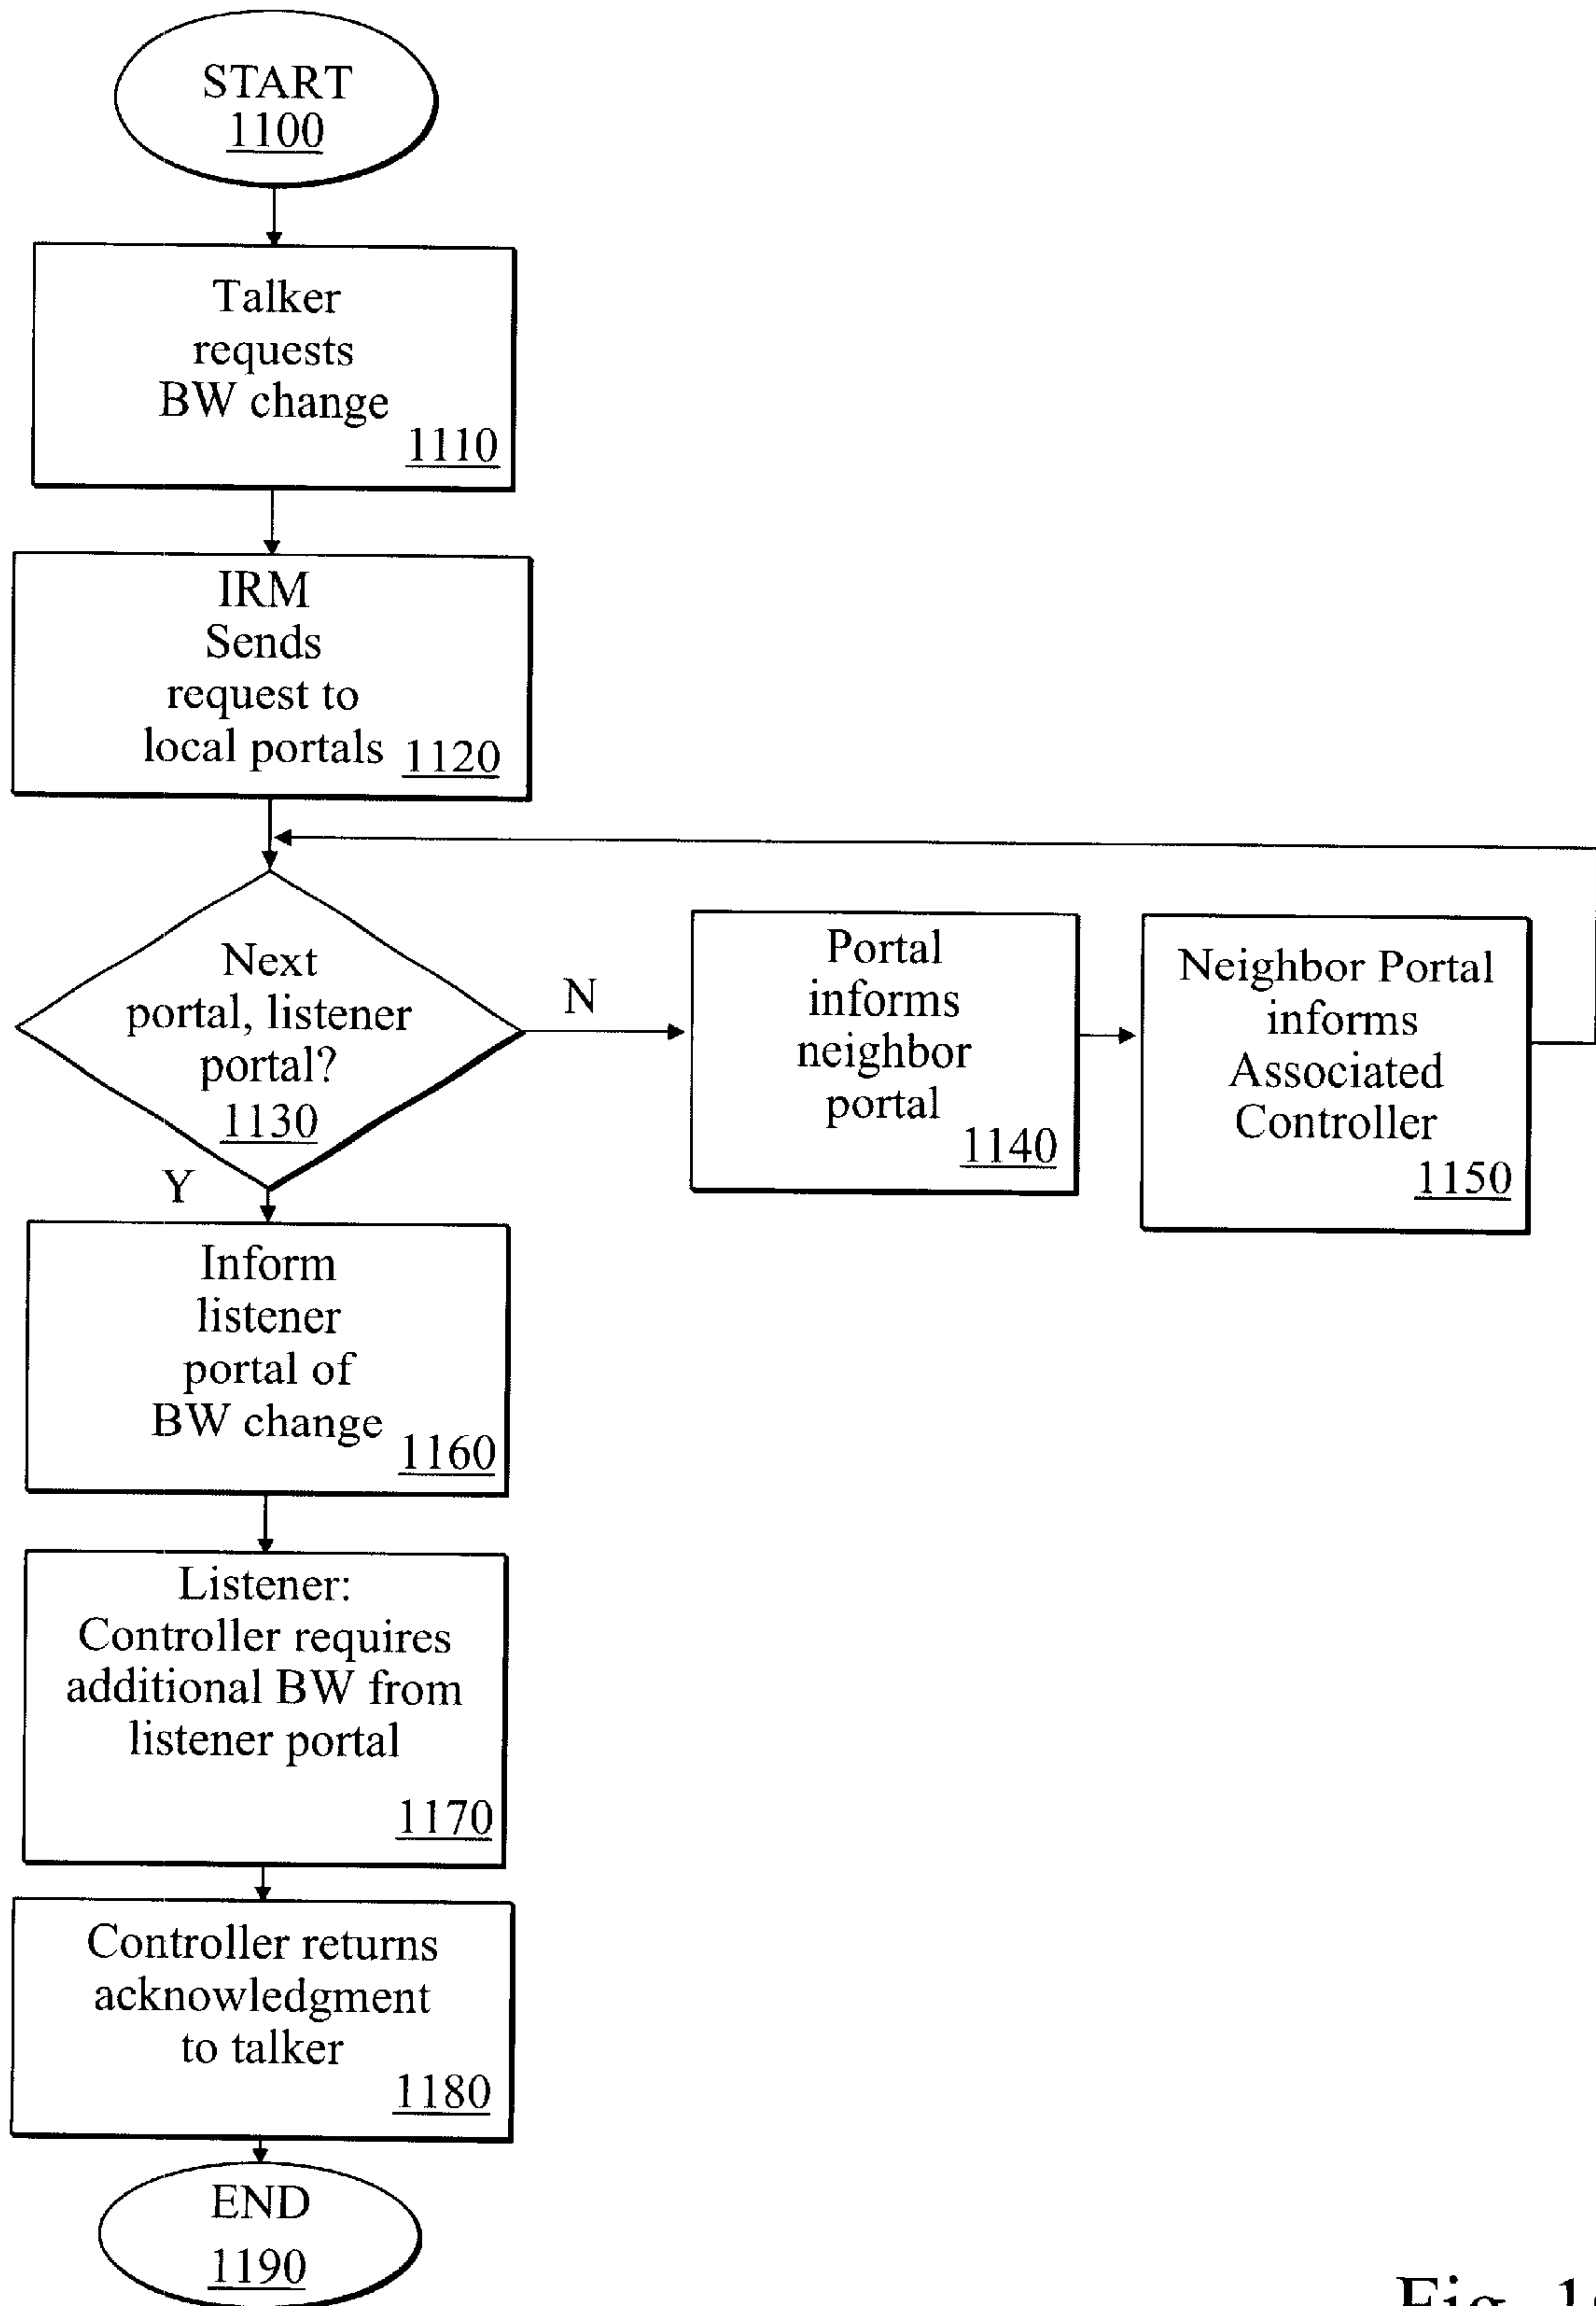 START
1100
Talker
requests
BW change
1110
IRM
Sends
request to
local portals
1120
Next
portal, listener
portal?
1130
N
Y
Portal
informs
neighbor
portal
1140
Neighbor Portal
informs
Associated
Controller
1150
Inform
listener
portal of
BW change
1160
Listener:
Controller requires
additional BW from
listener portal
1170
Controller returns
acknowledgment
to talker
1180
END
1190